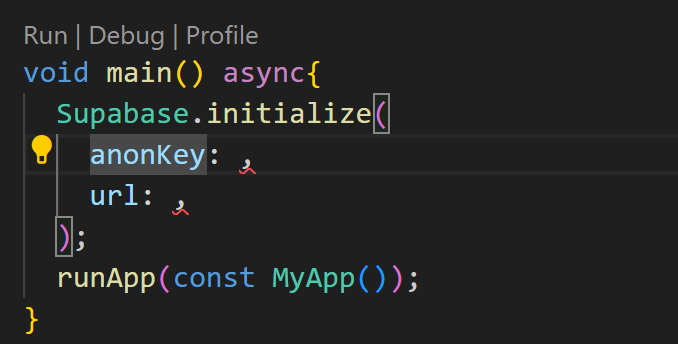 Run | Debug | Profile
void main() async{
Supabase.initialize(
anonKey: ,
url: ,
);
runApp(const MyApp());
}